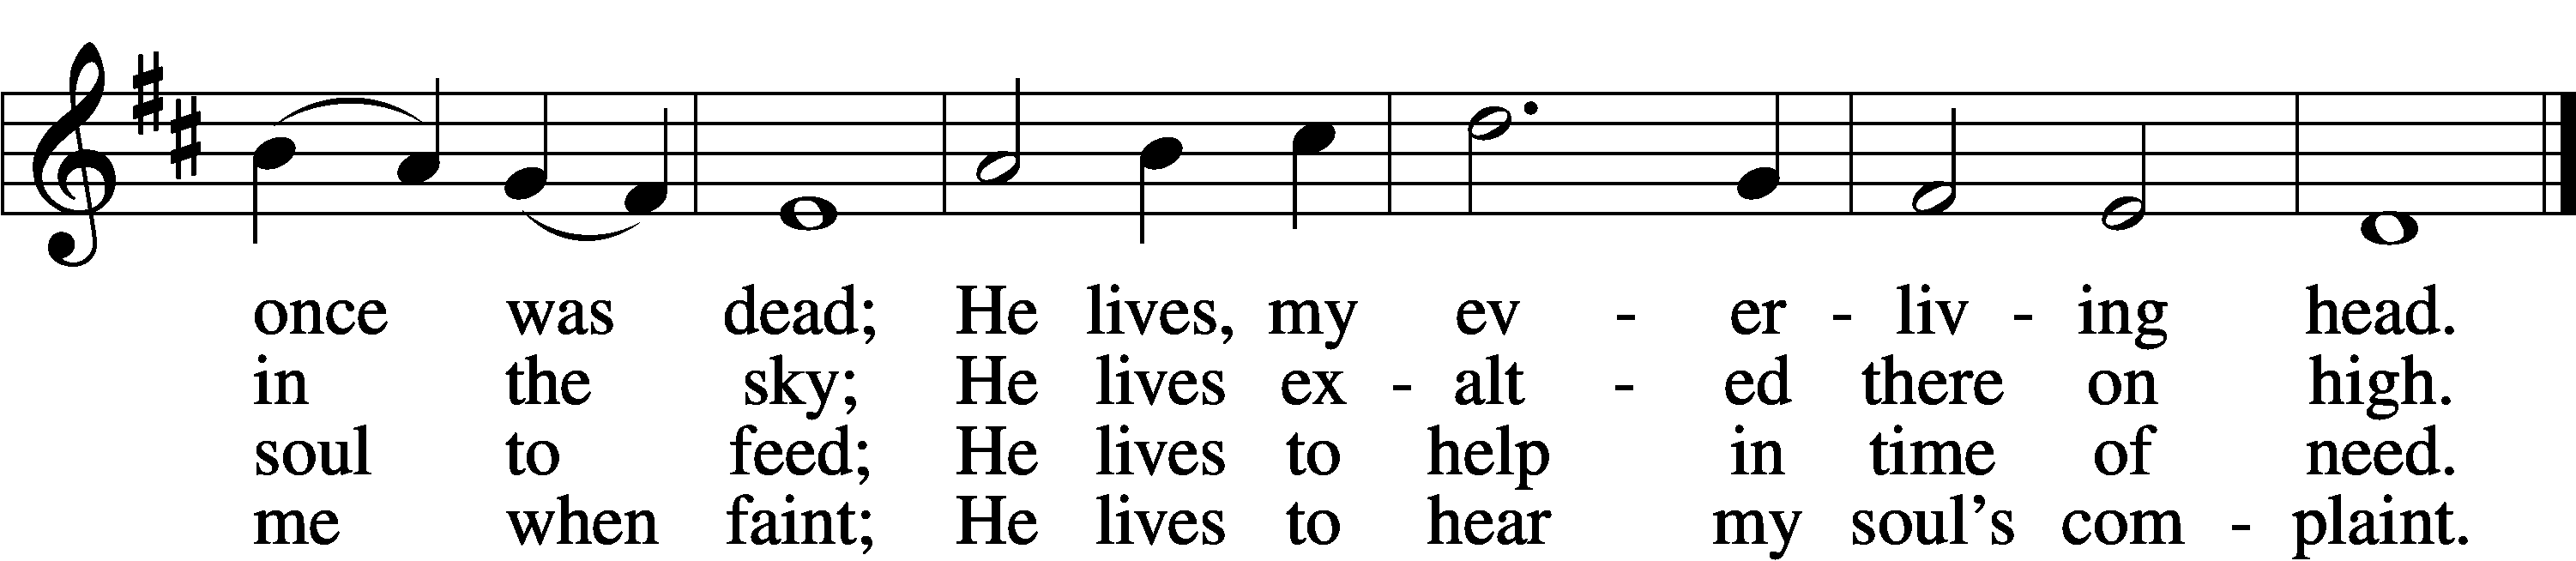 once was dead; He lives, my ev - er - liv - ing head.
in the sky; He lives ex - alt - ed there on high.
soul to feed; He lives to help in time of need.
me when faint; He lives to hear my soul's com - plaint.